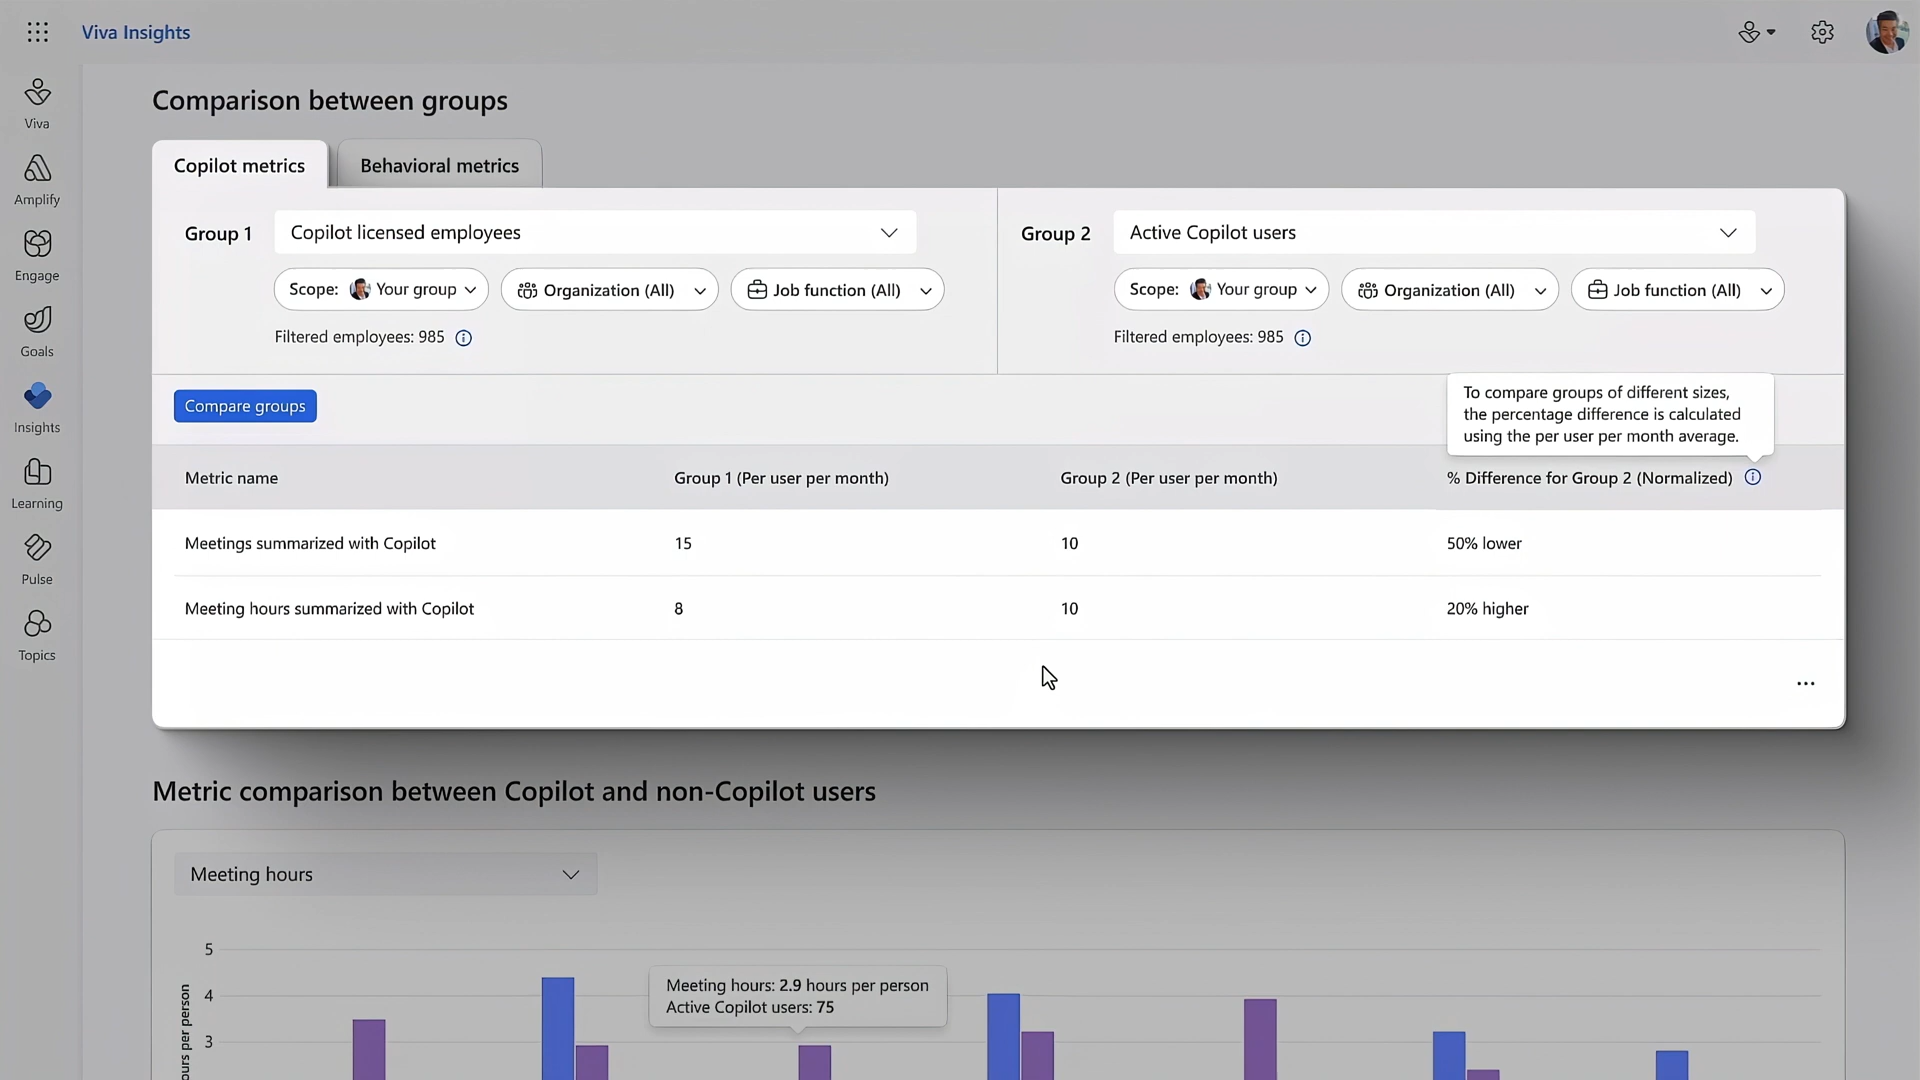 Viva Insights
Viva
Amplify
Engage
Goals
Insights
Learning
Pulse
Topics
Comparison between groups
Copilot metrics
Behavioral metrics
Group 1
Copilot licensed employees
Scope: Your group
Organization (All)
Job function (All)
Filtered employees: 985
Group 2
Active Copilot users
Scope: Your group
Organization (All)
Job function (All)
Filtered employees: 985
Compare groups
To compare groups of different sizes,
the percentage difference is calculated
using the per user per month average.
Metric name
Group 1 (Per user per month)
Group 2 (Per user per month)
% Difference for Group 2 (Normalized)
Meetings summarized with Copilot
15
10
50% lower
Meeting hours summarized with Copilot
8
10
20% higher
Metric comparison between Copilot and non-Copilot users
Meeting hours
5
4
3
per person
Meeting hours: 2.9 hours per person
Active Copilot users: 75